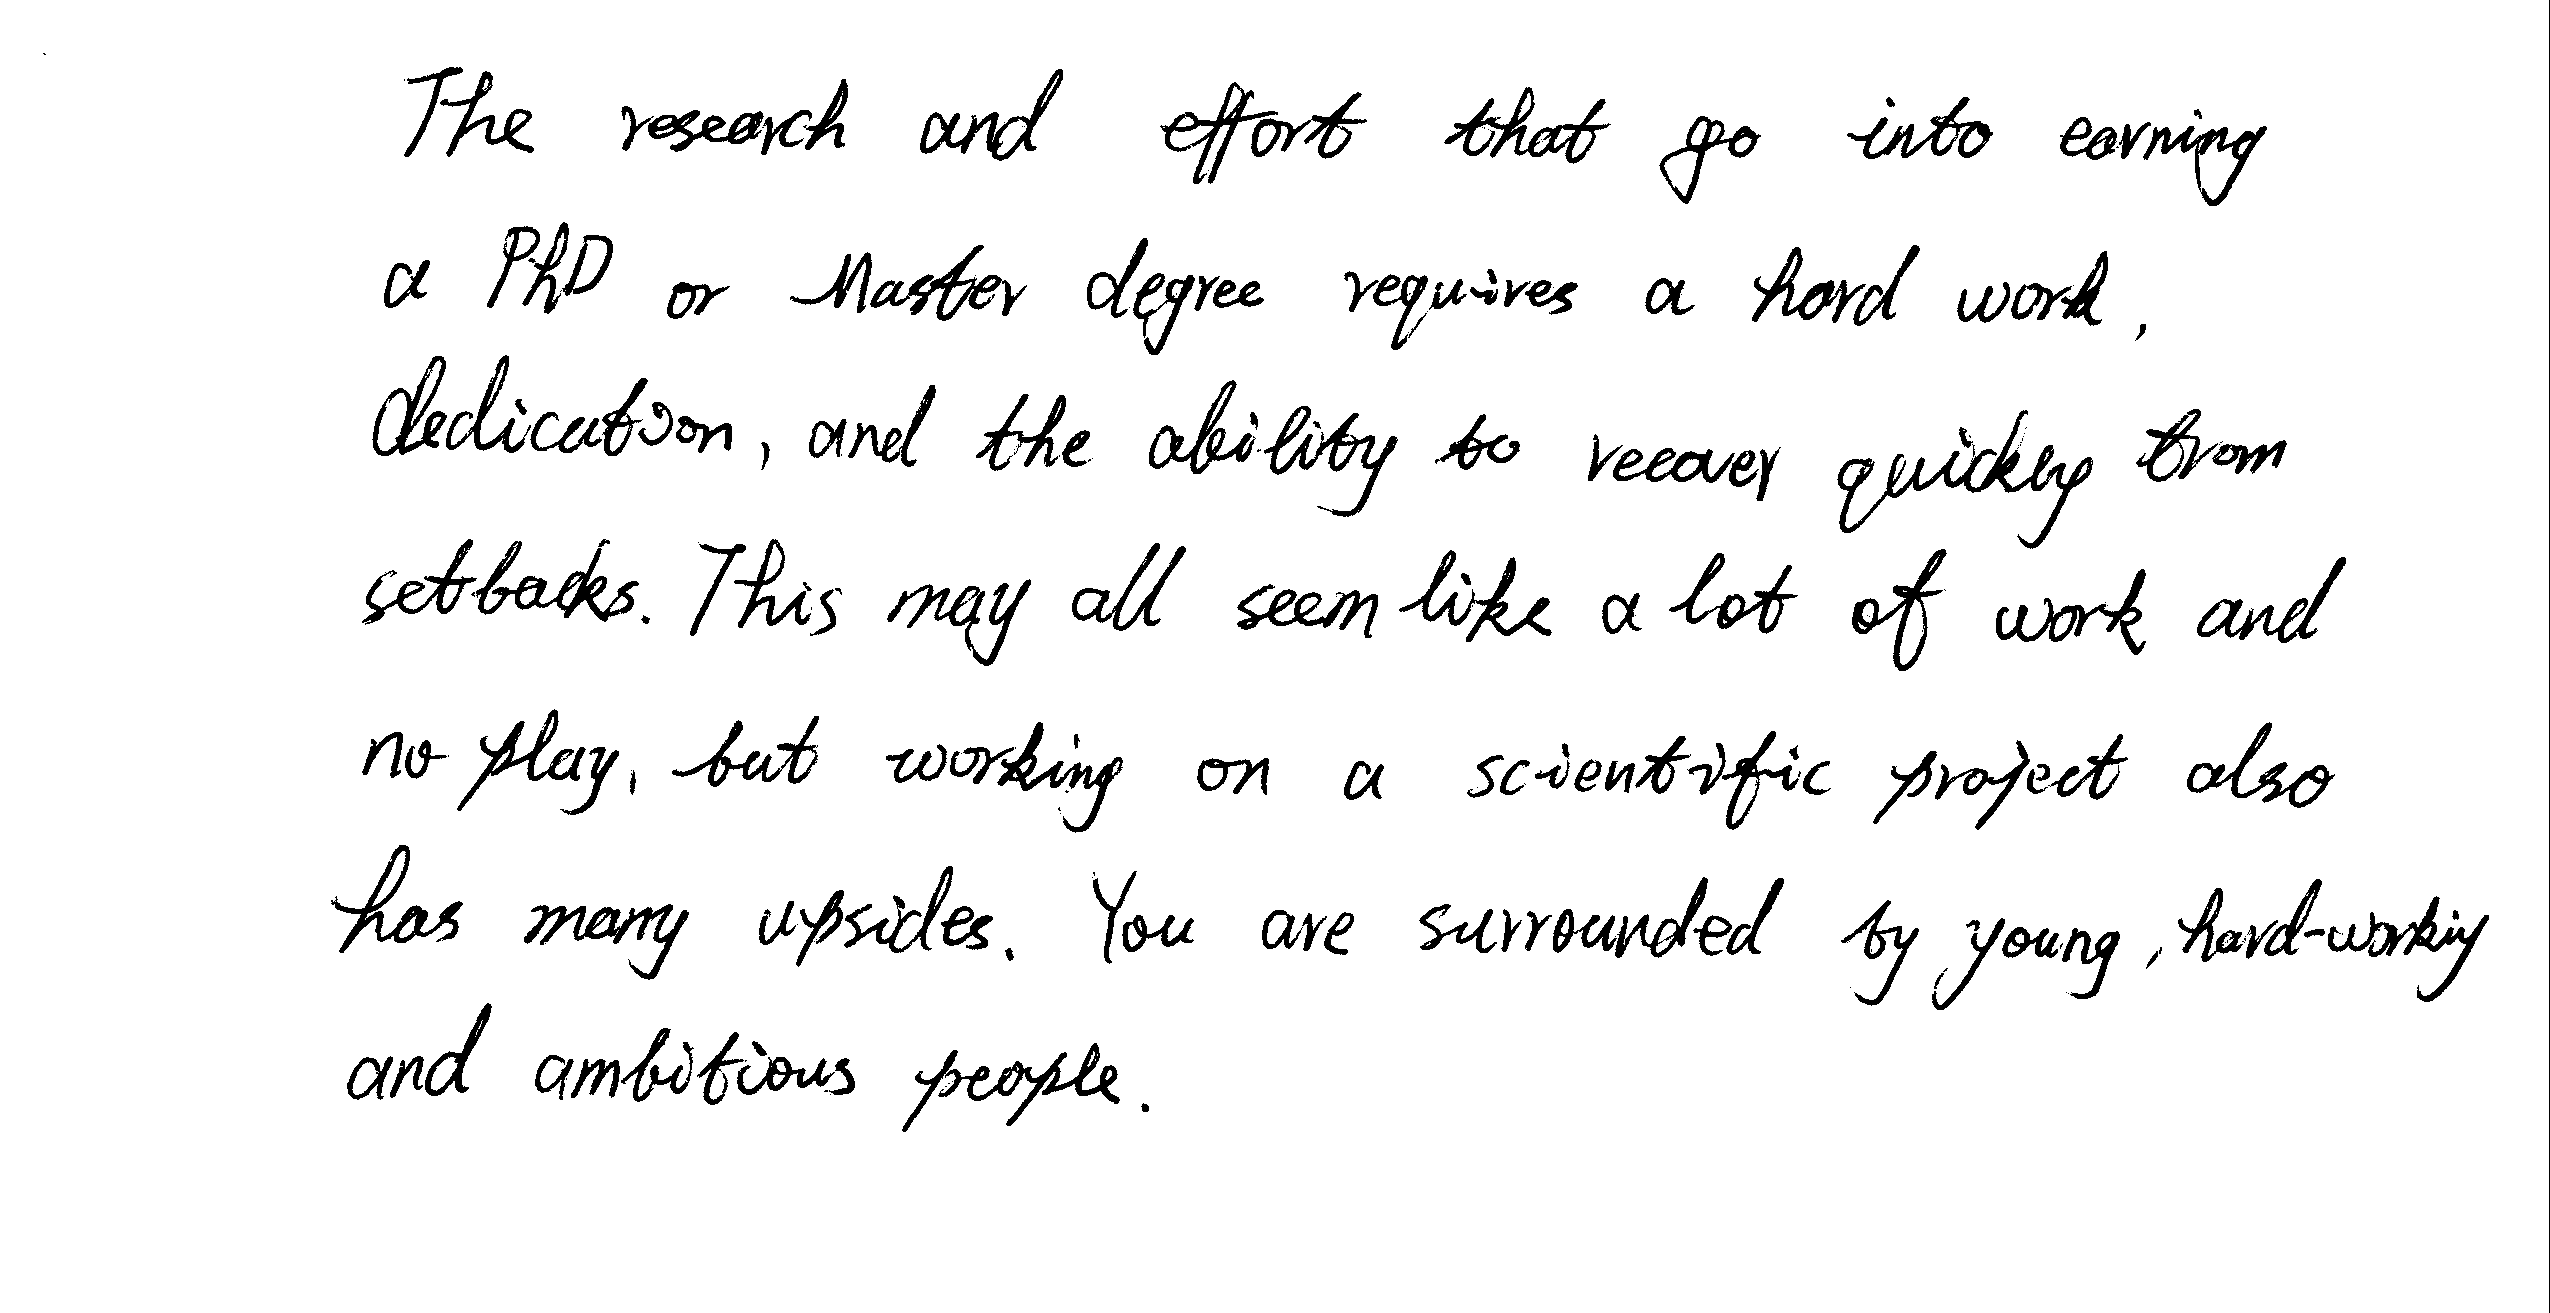 The research and effort that go into earning
a PhD or Master degree requires a hard work,
dedication, and the ability to recover quickly from
setbacks. This may all seem like a lot of work and
no play, but working on a scientific project also
has many upsides. You are surrounded by young, hard-working
and ambitious people.